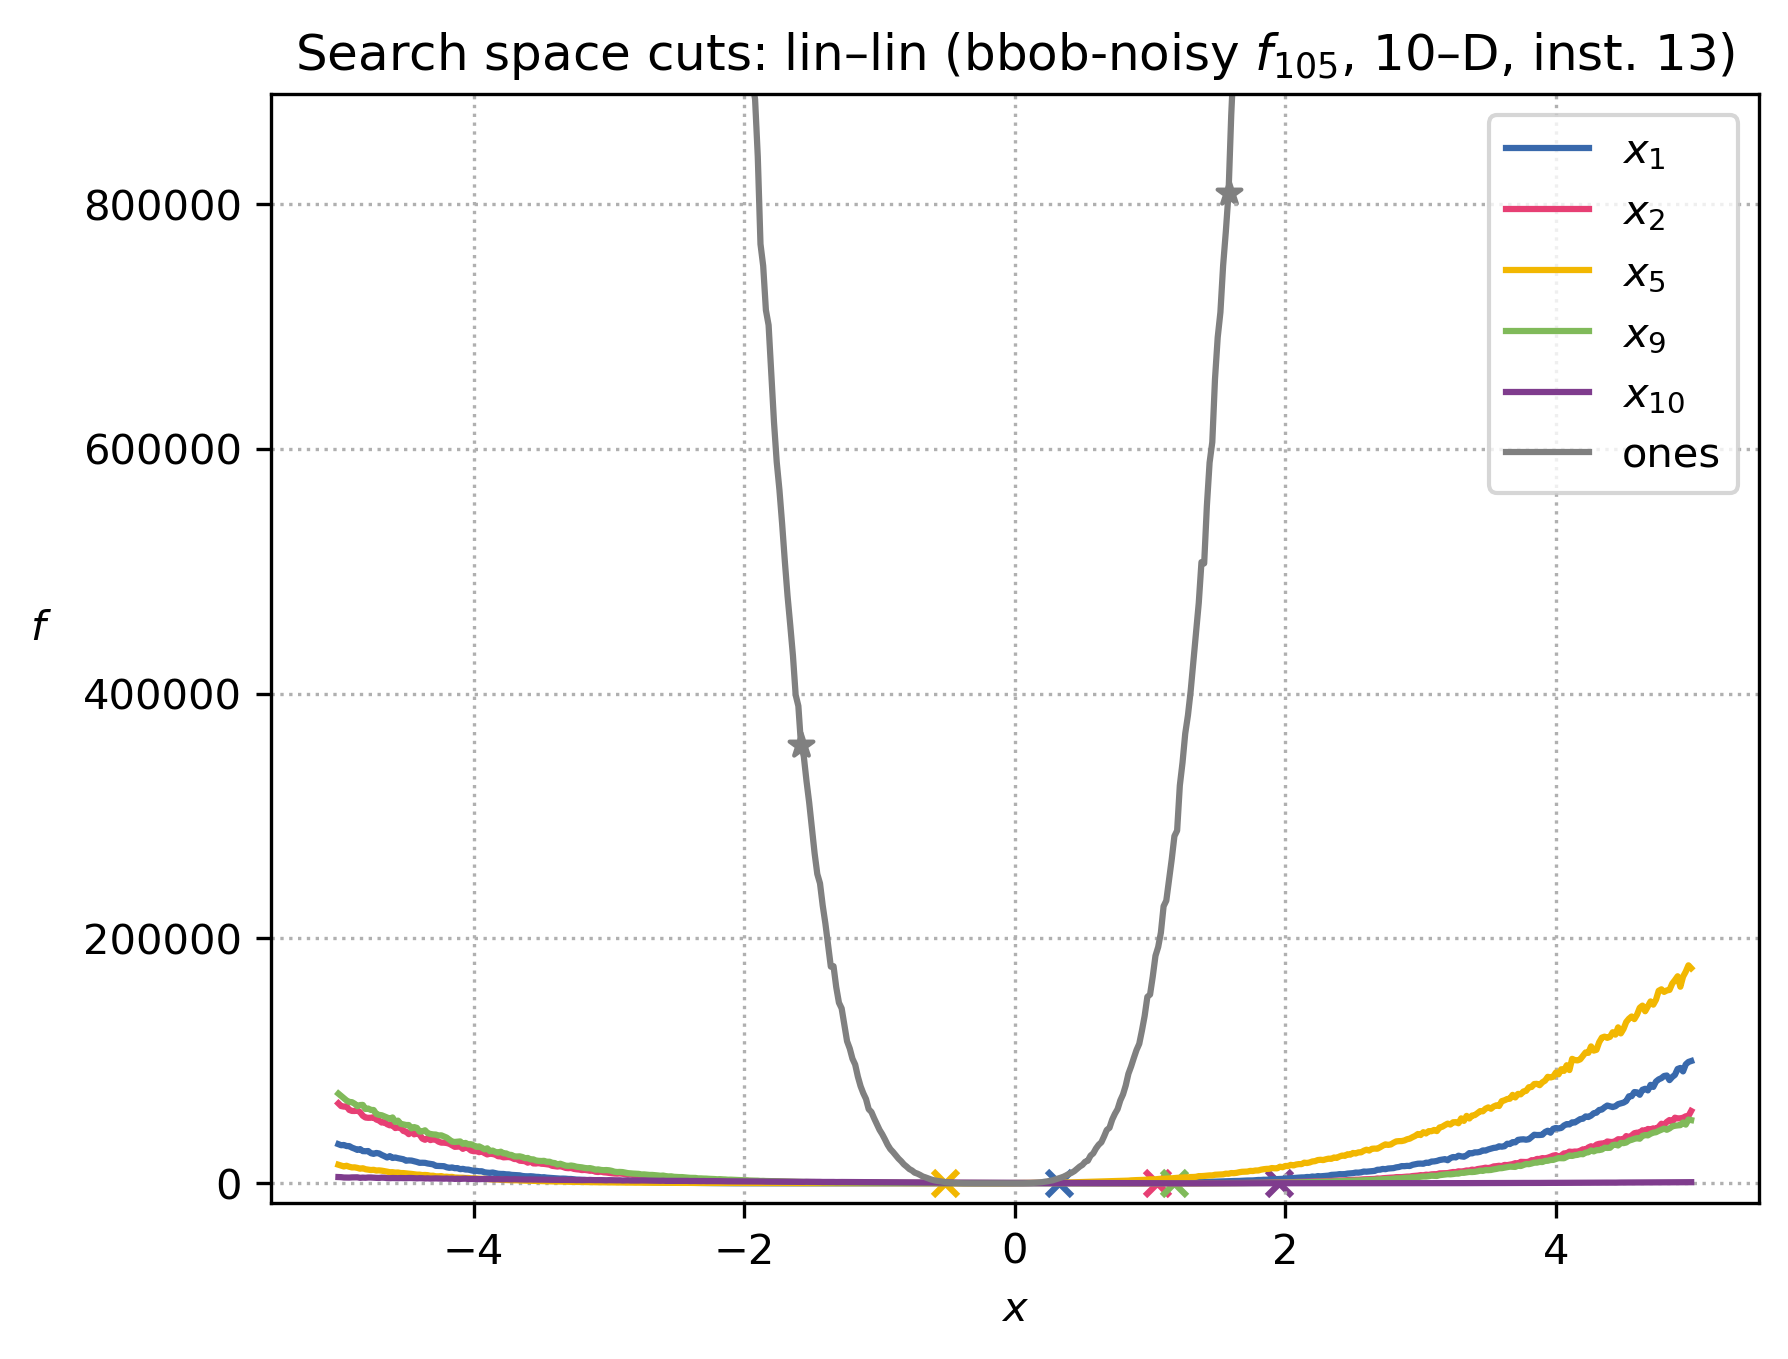 Search space cuts: lin–lin (bbob-noisy f₁₀₅, 10–D, inst. 13)
x₁
x₂
x₅
x₉
x₁₀
ones
800000
600000
400000
200000
0
f
−4 −2 0 2 4
x